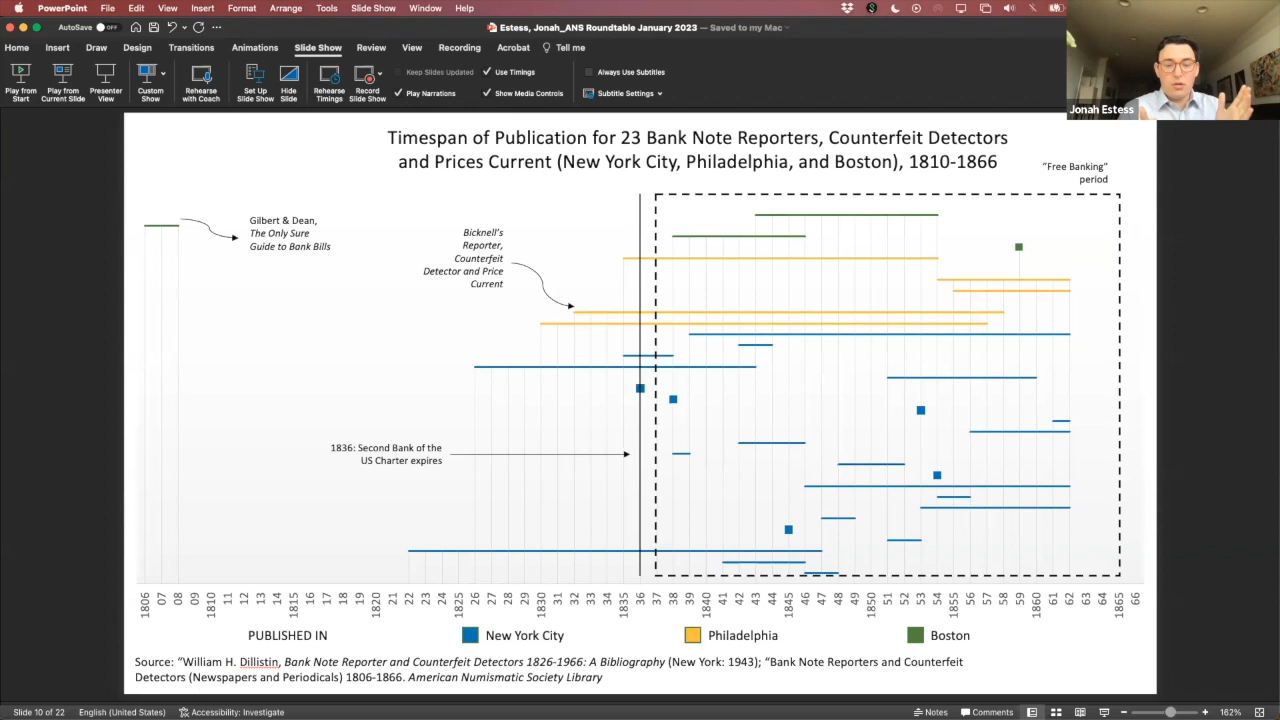 PowerPoint File Edit View Insert Format Arrange Tools Slide Show Window Help
AutoSave OFF
Estess, Jonah_ANS Roundtable January 2023 — Saved to my Mac
Home Insert Draw Design Transitions Animations Slide Show Review View Recording Acrobat Tell me
Play from Start
Play from Current Slide
Presenter View
Custom Show
Rehearse with Coach
Set Up Slide Show
Hide Slide
Rehearse Timings
Record Slide Show
Keep Slides Updated
Use Timings
Play Narrations
Show Media Controls
Always Use Subtitles
Subtitle Settings
Jonah Estess
Timespan of Publication for 23 Bank Note Reporters, Counterfeit Detectors
and Prices Current (New York City, Philadelphia, and Boston), 1810-1866
“Free Banking”
period
Gilbert & Dean,
The Only Sure
Guide to Bank Bills
Bicknell’s
Reporter,
Counterfeit
Detector and Price
Current
1836: Second Bank of the
US Charter expires
1806 07 08 09 1810 11 12 13 14 1815 16 17 18 19 1820 21 22 23 24 1825 26 27 28 29 1830 31 32 33 34 1835 36 37 38 39 1840 41 42 43 44 1845 46 47 48 49 1850 51 52 53 54 1855 56 57 58 59 1860 61 62 63 64 1865 66
PUBLISHED IN New York City Philadelphia Boston
Source: “William H. Dillistin, Bank Note Reporter and Counterfeit Detectors 1826-1966: A Bibliography (New York: 1943); “Bank Note Reporters and Counterfeit
Detectors (Newspapers and Periodicals) 1806-1866. American Numismatic Society Library
Slide 10 of 22 English (United States) Accessibility: Investigate Notes Comments 162%